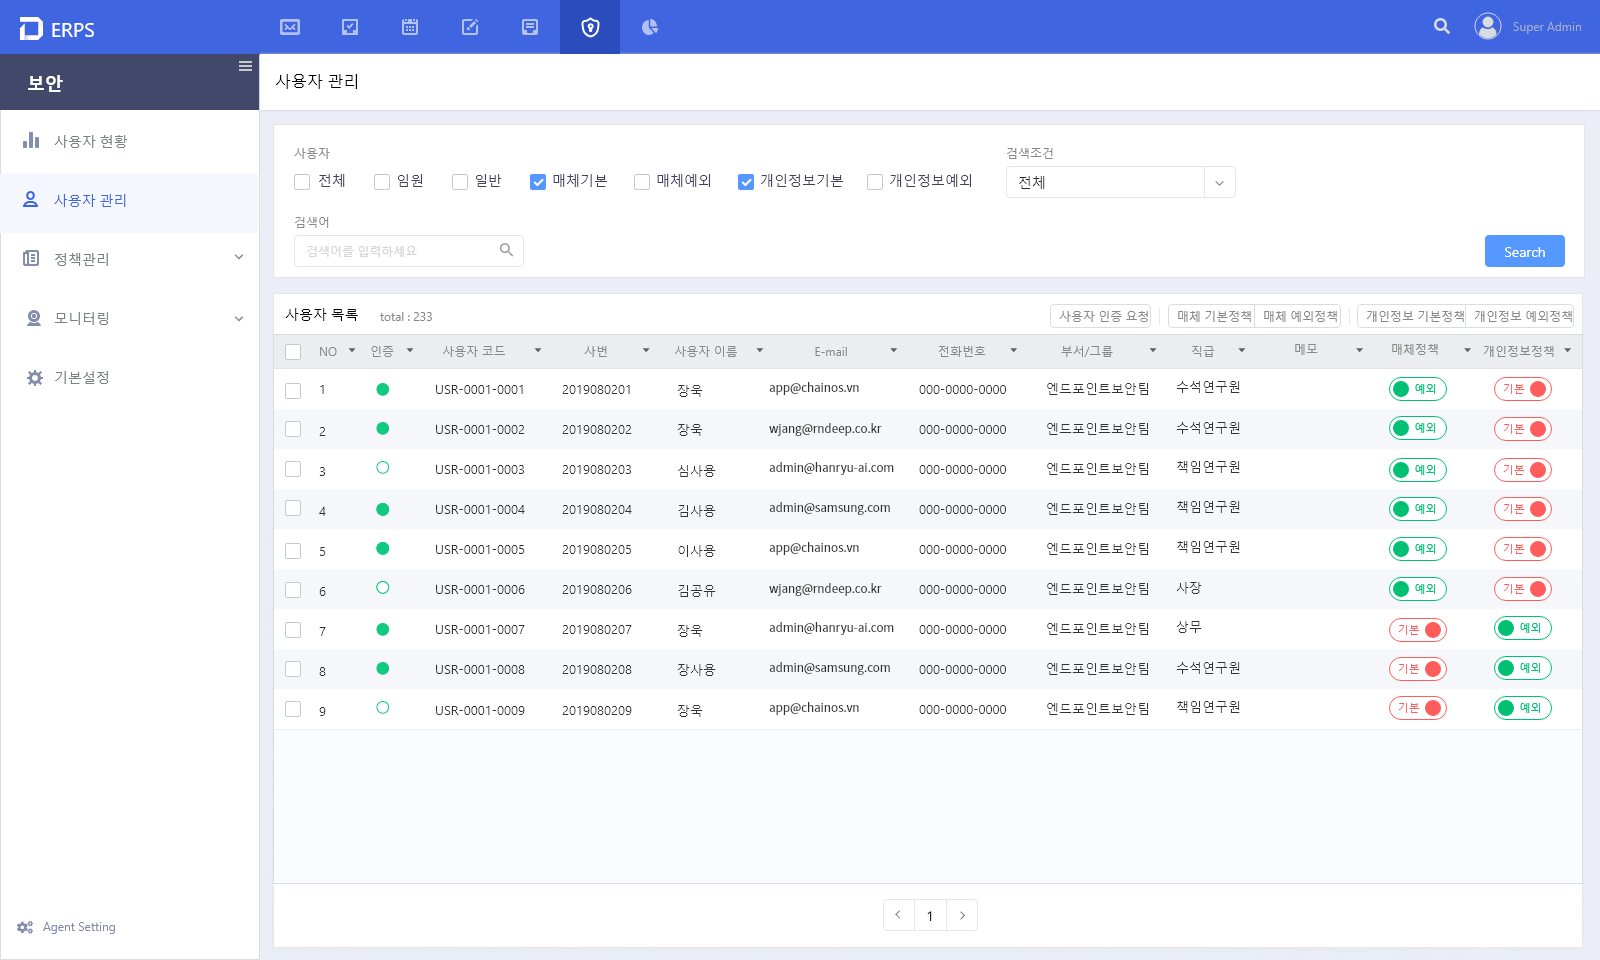 ERPS
Super Admin
보안
사용자 관리
사용자 현황
사용자 관리
정책관리
모니터링
기본설정
Agent Setting
사용자
전체 임원 일반 매체기본 매체예외 개인정보기본 개인정보예외
검색조건
전체
검색어
검색어를 입력하세요
Search
사용자 목록 total : 233
사용자 인증 요청 매체 기본정책 매체 예외정책 개인정보 기본정책 개인정보 예외정책
NO 인증 사용자 코드 사번 사용자 이름 E-mail 전화번호 부서/그룹 직급 메모 매체정책 개인정보정책
1 USR-0001-0001 2019080201 장욱 app@chainos.vn 000-0000-0000 엔드포인트보안팀 수석연구원 예외 기본
2 USR-0001-0002 2019080202 장욱 wjang@rndeep.co.kr 000-0000-0000 엔드포인트보안팀 수석연구원 예외 기본
3 USR-0001-0003 2019080203 심사용 admin@hanryu-ai.com 000-0000-0000 엔드포인트보안팀 책임연구원 예외 기본
4 USR-0001-0004 2019080204 김사용 admin@samsung.com 000-0000-0000 엔드포인트보안팀 책임연구원 예외 기본
5 USR-0001-0005 2019080205 이사용 app@chainos.vn 000-0000-0000 엔드포인트보안팀 책임연구원 예외 기본
6 USR-0001-0006 2019080206 김공유 wjang@rndeep.co.kr 000-0000-0000 엔드포인트보안팀 사장 예외 기본
7 USR-0001-0007 2019080207 장욱 admin@hanryu-ai.com 000-0000-0000 엔드포인트보안팀 상무 기본 예외
8 USR-0001-0008 2019080208 장사용 admin@samsung.com 000-0000-0000 엔드포인트보안팀 수석연구원 기본 예외
9 USR-0001-0009 2019080209 장욱 app@chainos.vn 000-0000-0000 엔드포인트보안팀 책임연구원 기본 예외
1